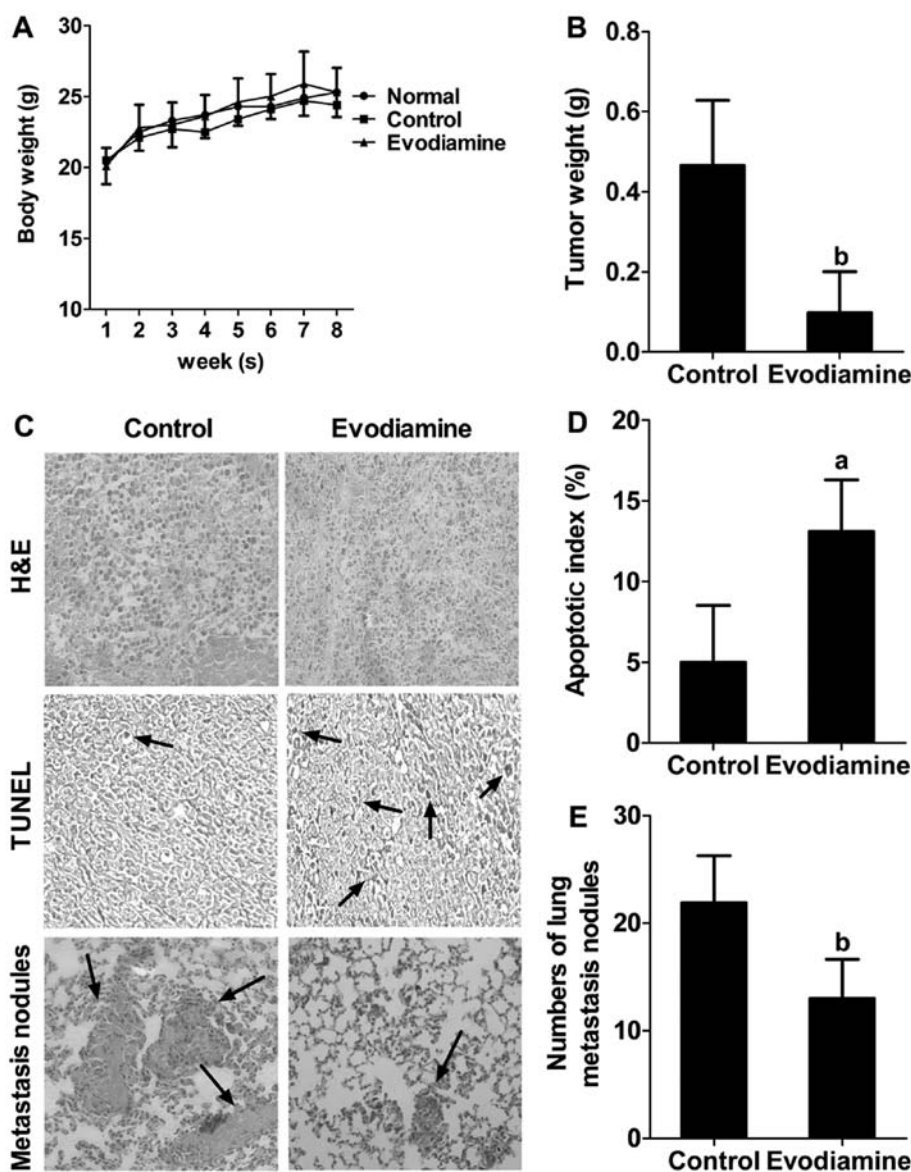 A
Body weight (g)
30
25
20
15
10
1 2 3 4 5 6 7 8
week (s)
Normal
Control
Evodiamine
B
Tumor weight (g)
0.8
0.6
0.4
0.2
0.0
b
Control Evodiamine
C
Control Evodiamine
H&E
TUNEL
Metastasis nodules
D
Apoptotic index (%)
20
15
10
5
0
a
Control Evodiamine
E
Numbers of lung
metastasis nodules
30
20
10
0
b
Control Evodiamine